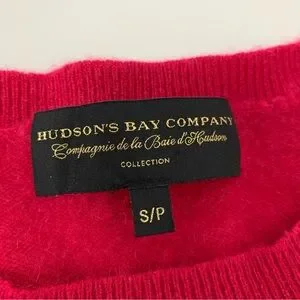 HUDSON'S BAY COMPANY
Compagnie de la Baie d'Hudson
COLLECTION
S/P